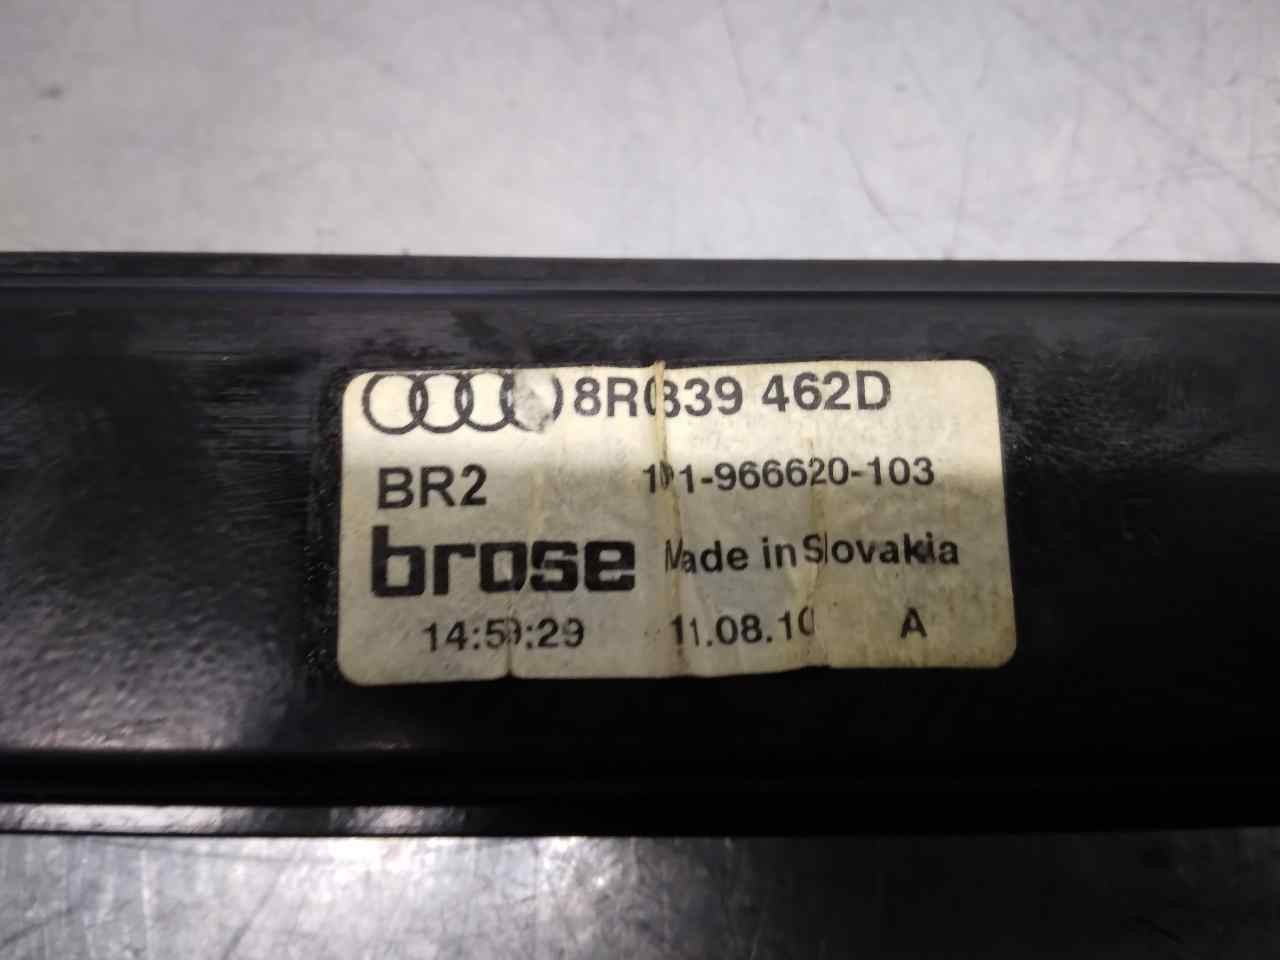 8R0839 462D
BR2 101-966620-103
brose Made in Slovakia
14:59:29 11.08.10 A